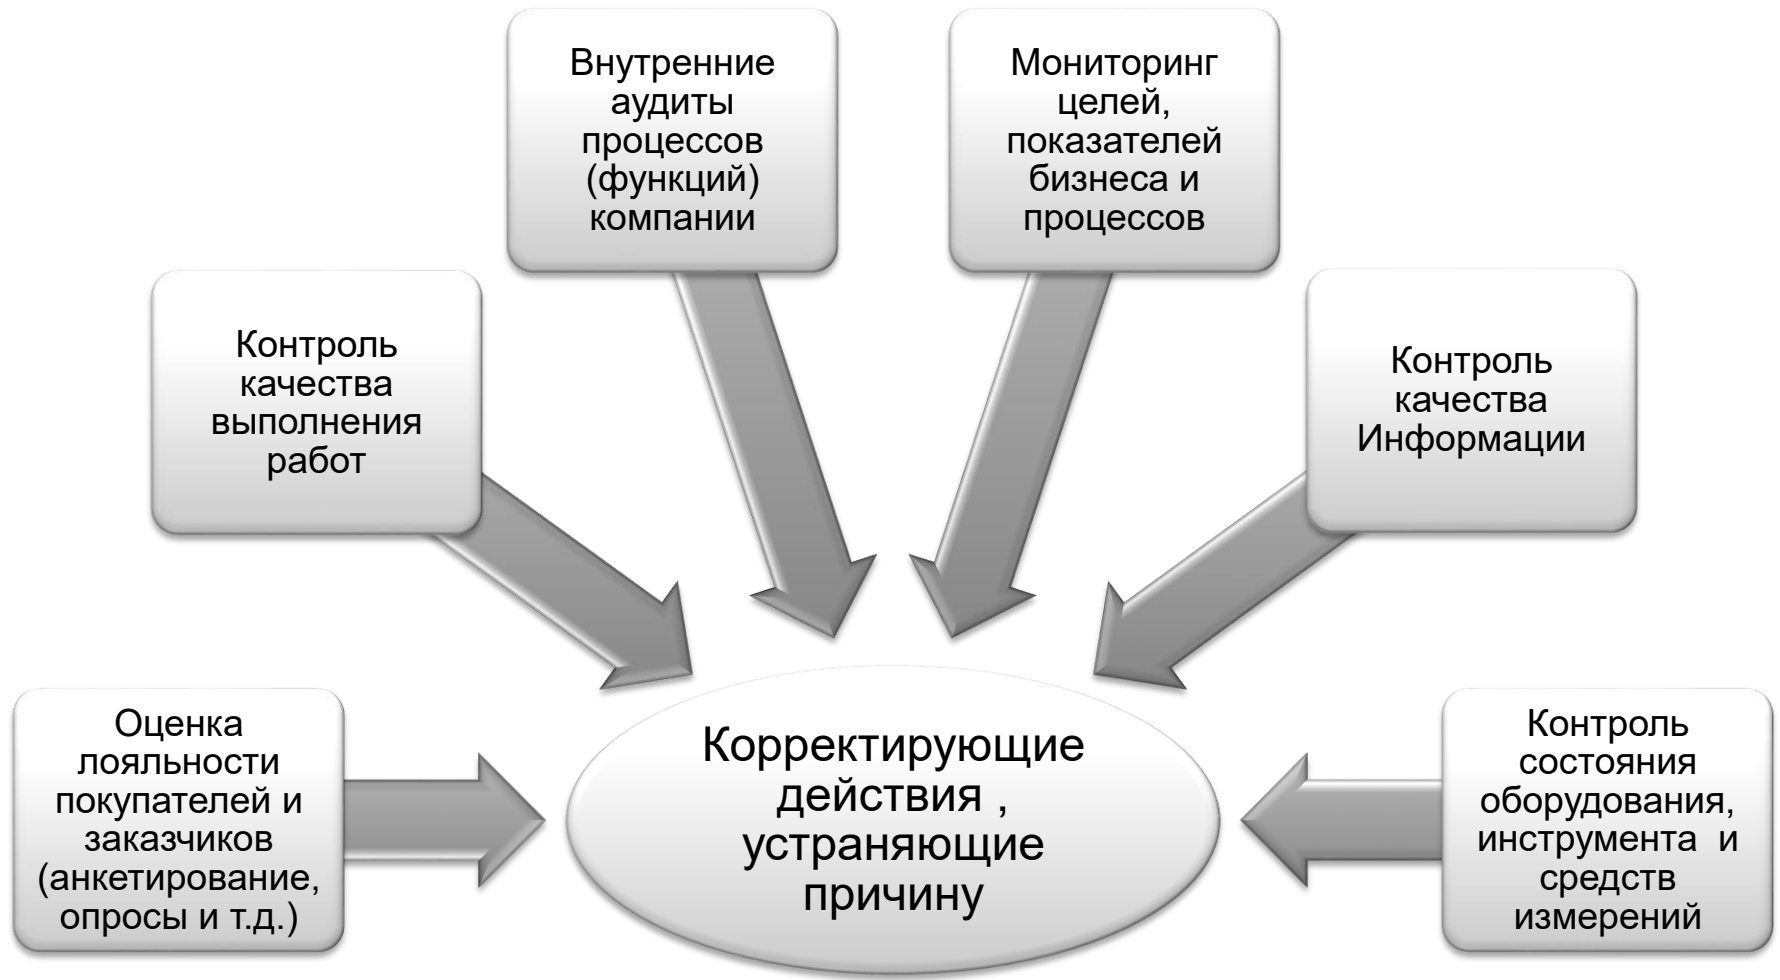 Внутренние
аудиты
процессов
(функций)
компании
Мониторинг
целей,
показателей
бизнеса и
процессов
Контроль
качества
выполнения
работ
Контроль
качества
Информации
Оценка
лояльности
покупателей и
заказчиков
(анкетирование,
опросы и т.д.)
Корректирующие
действия ,
устраняющие
причину
Контроль
состояния
оборудования,
инструмента  и
средств
измерений